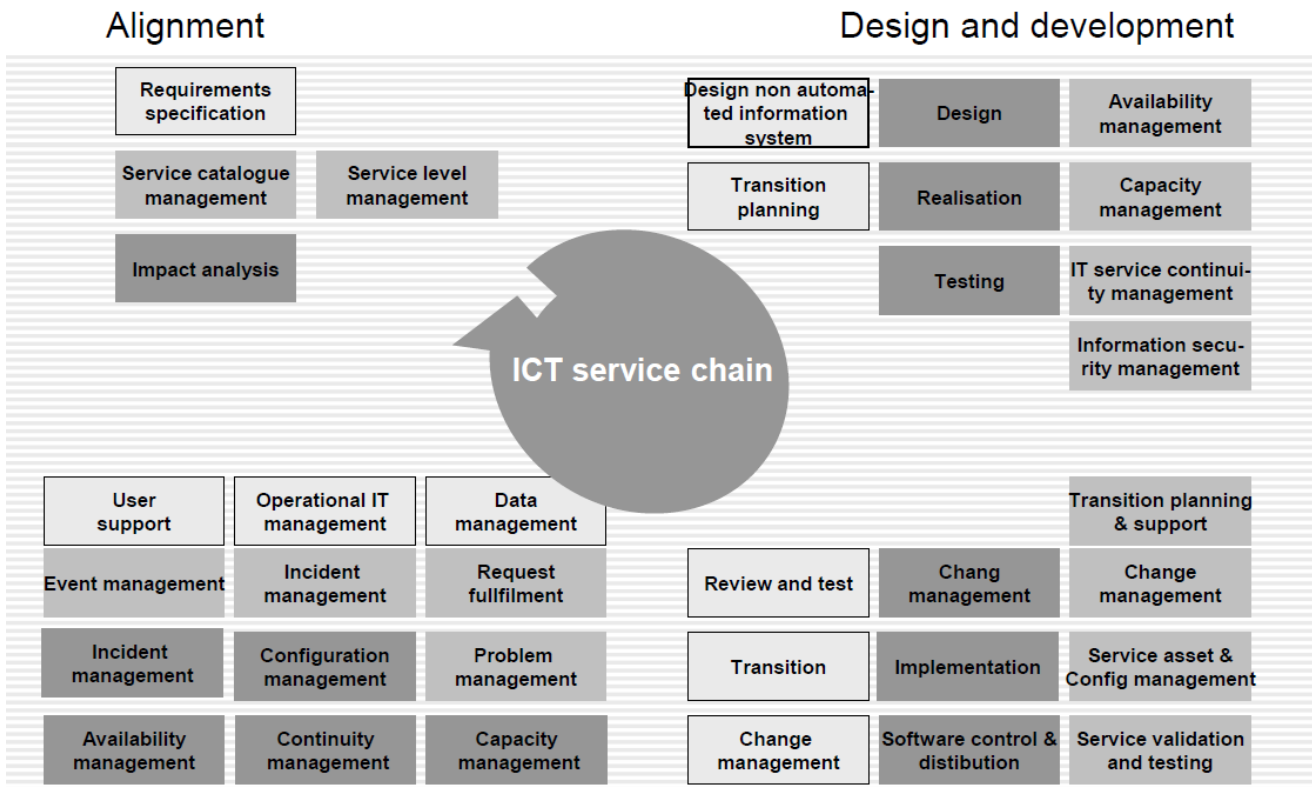 Alignment
Design and development
Requirements
specification
Service catalogue
management
Service level
management
Impact analysis
Design non automa-
ted information
system
Design
Availability
management
Transition
planning
Realisation
Capacity
management
Testing
IT service continui-
ty management
Information secu-
rity management
ICT service chain
User
support
Operational IT
management
Data
management
Event management
Incident
management
Request
fullfilment
Incident
management
Configuration
management
Problem
management
Availability
management
Continuity
management
Capacity
management
Transition planning
& support
Review and test
Chang
management
Change
management
Transition
Implementation
Service asset &
Config management
Change
management
Software control &
distibution
Service validation
and testing